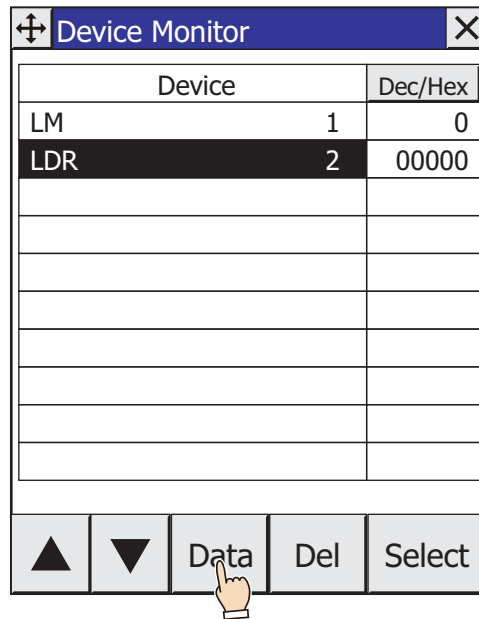 Device Monitor
Device Dec/Hex
LM 1 0
LDR 2 00000
Data Del Select